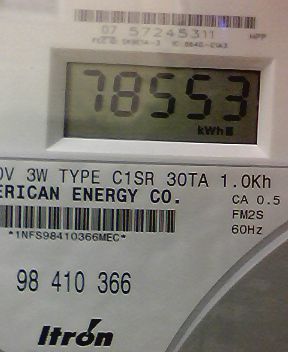 07 57245311
78553
kWh
0V 3W TYPE C1SR 30TA 1.0Kh
ERICAN ENERGY CO.
CA 0.5
FM2S
60Hz
*1NFS98410366MEC*
98 410 366
Itron